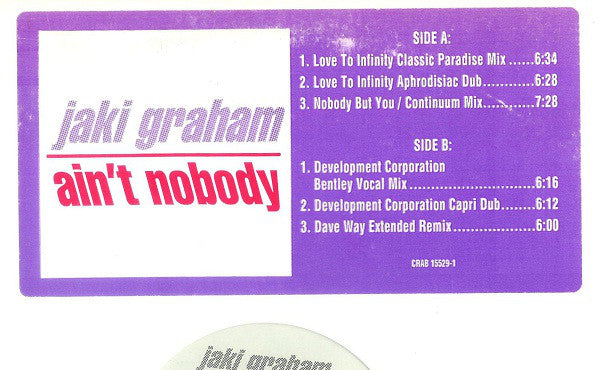 jaki graham
ain't nobody
SIDE A:
1. Love To Infinity Classic Paradise Mix ......6:34
2. Love To Infinity Aphrodisiac Dub...........6:28
3. Nobody But You / Continuum Mix............7:28
SIDE B:
1. Development Corporation
Bentley Vocal Mix ............................6:16
2. Development Corporation Capri Dub.......6:12
3. Dave Way Extended Remix..................6:00
CRAB 15529-1
jaki graham